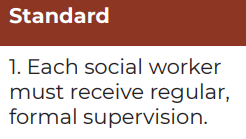 Standard
1. Each social worker
must receive regular,
formal supervision.